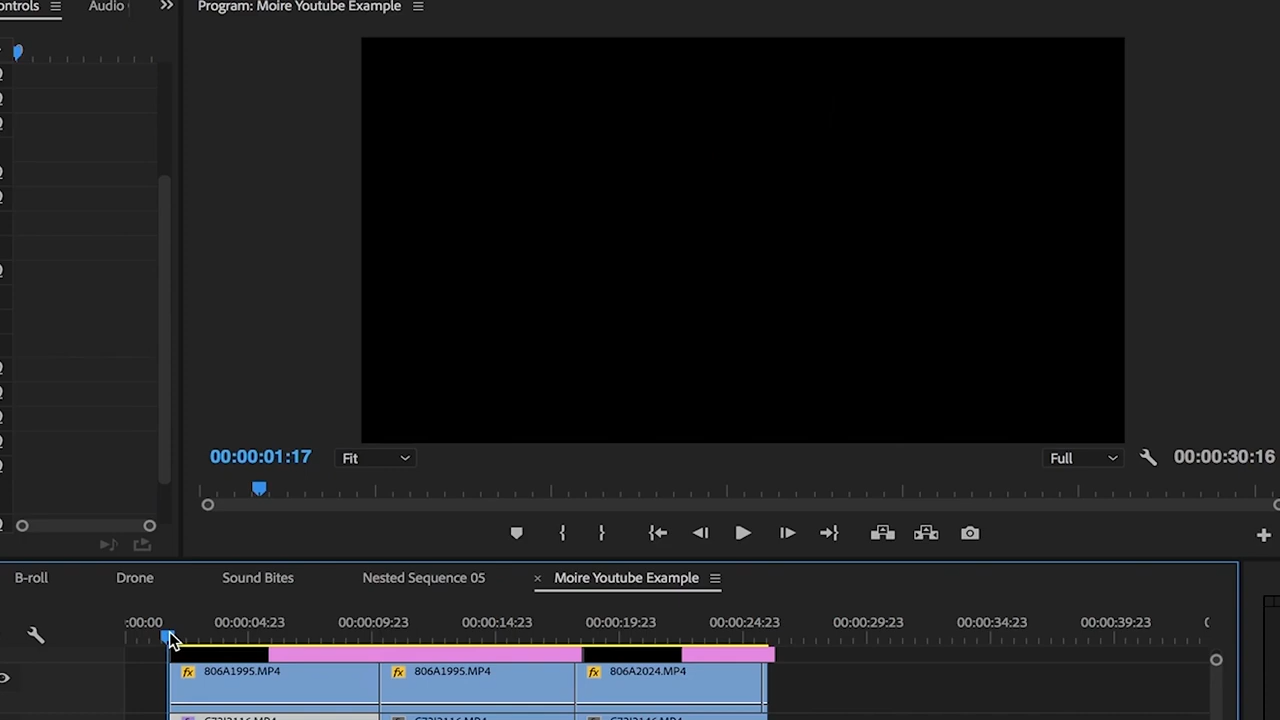 Audio
Program: Moire Youtube Example
00:00:01:17
Fit
Full
00:00:30:16
B-roll
Drone
Sound Bites
Nested Sequence 05
× Moire Youtube Example
:00:00
00:00:04:23
00:00:09:23
00:00:14:23
00:00:19:23
00:00:24:23
00:00:29:23
00:00:34:23
00:00:39:23
fx 806A1995.MP4
fx 806A1995.MP4
fx 806A2024.MP4